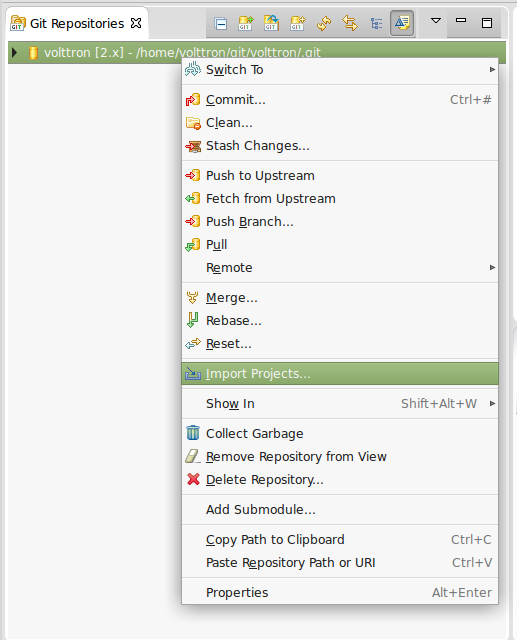 Git Repositories
volttron [2.x] - /home/volttron/git/volttron/.git
Switch To
Commit... Ctrl+#
Clean...
Stash Changes...
Push to Upstream
Fetch from Upstream
Push Branch...
Pull
Remote
Merge...
Rebase...
Reset...
Import Projects...
Show In Shift+Alt+W
Collect Garbage
Remove Repository from View
Delete Repository...
Add Submodule...
Copy Path to Clipboard Ctrl+C
Paste Repository Path or URI Ctrl+V
Properties Alt+Enter